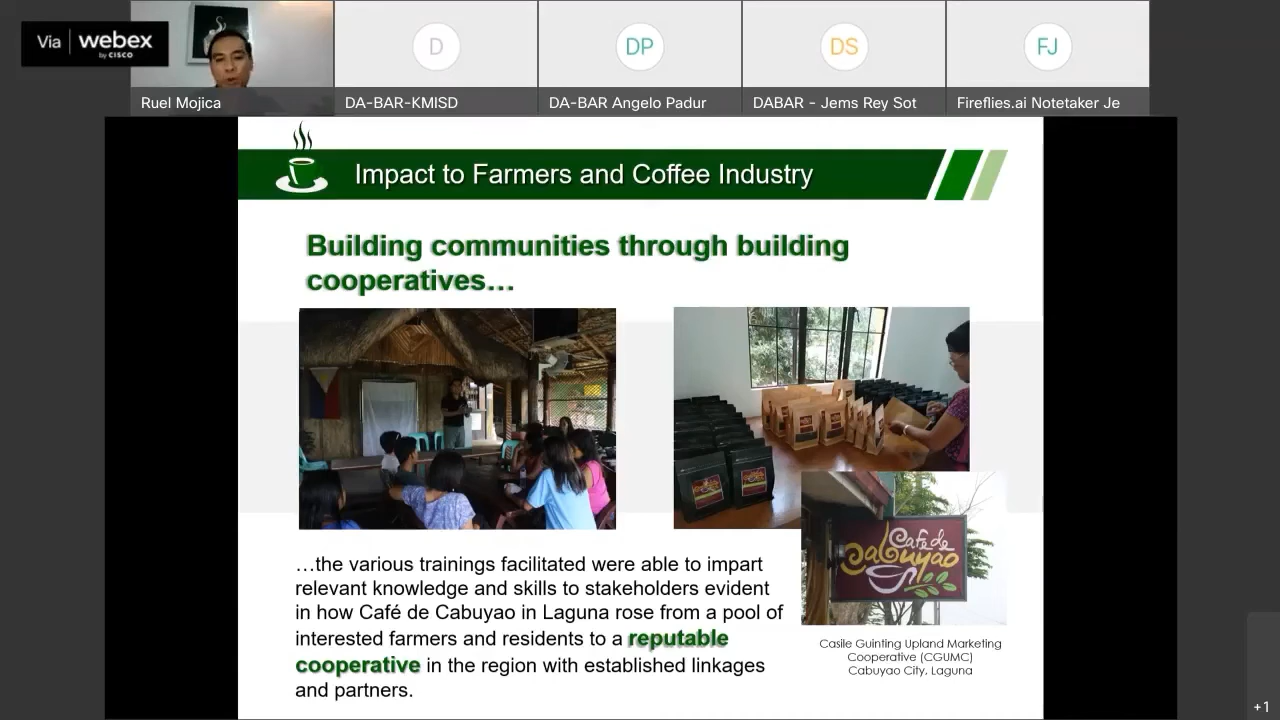 Via webex
by CISCO
Ruel Mojica
DA-BAR-KMISD
DA-BAR Angelo Padur
DABAR - Jems Rey Sot
Fireflies.ai Notetaker Je
D
DP
DS
FJ
Impact to Farmers and Coffee Industry
Building communities through building
cooperatives…
Café de
Cabuyao
…the various trainings facilitated were able to impart
relevant knowledge and skills to stakeholders evident
in how Café de Cabuyao in Laguna rose from a pool of
interested farmers and residents to a reputable
cooperative in the region with established linkages
and partners.
Casile Guinting Upland Marketing
Cooperative (CGUMC)
Cabuyao City, Laguna
+1